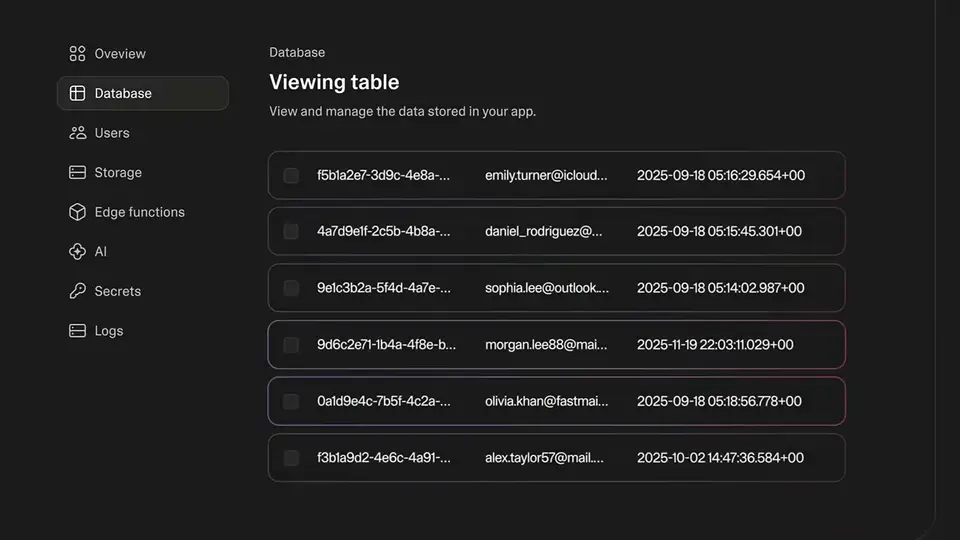 Oveview
Database
Users
Storage
Edge functions
AI
Secrets
Logs
Database
Viewing table
View and manage the data stored in your app.
f5b1a2e7-3d9c-4e8a-... emily.turner@icloud... 2025-09-18 05:16:29.654+00
4a7d9e1f-2c5b-4b8a-... daniel_rodriguez@... 2025-09-18 05:15:45.301+00
9e1c3b2a-5f4d-4a7e-... sophia.lee@outlook.... 2025-09-18 05:14:02.987+00
9d6c2e71-1b4a-4f8e-b... morgan.lee88@mai... 2025-11-19 22:03:11.029+00
0a1d9e4c-7b5f-4c2a-... olivia.khan@fastmai... 2025-09-18 05:18:56.778+00
f3b1a9d2-4e6c-4a91-... alex.taylor57@mail.... 2025-10-02 14:47:36.584+00